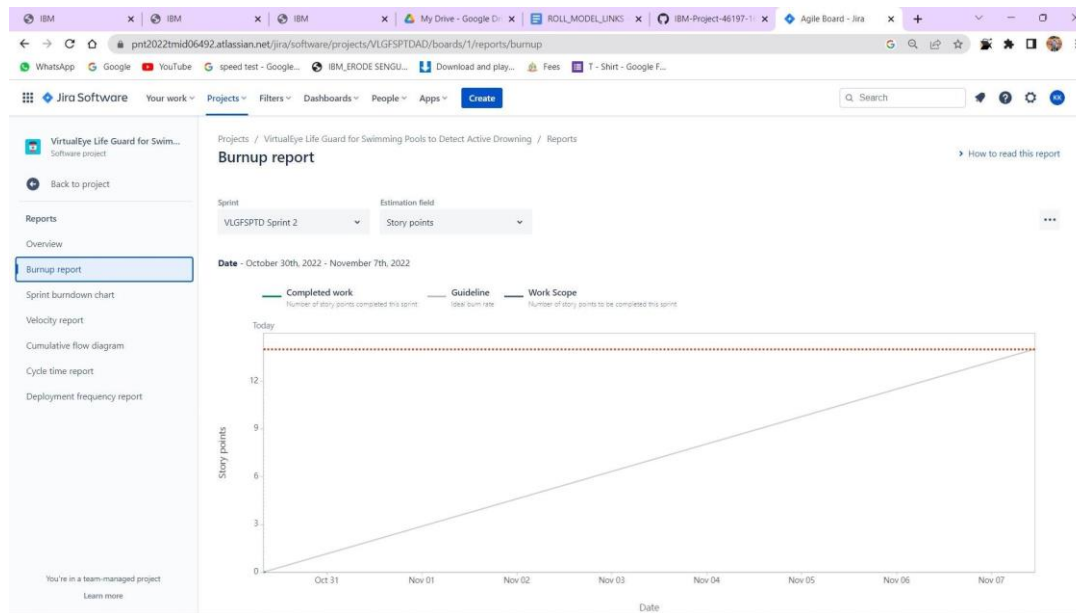 IBM IBM IBM My Drive - Google Dr ROLL_MODEL_LINKS IBM-Project-46197-1 Agile Board - Jira
pnt2022tmid06492.atlassian.net/jira/software/projects/VLGFSPTDAD/boards/1/reports/burnup
WhatsApp Google YouTube speed test - Google... IBM_ERODE SENGU... Download and play... Fees T - Shirt - Google F...
Jira Software Your work Projects Filters Dashboards People Apps Create Search KK
VirtualEye Life Guard for Swim...
Software project
Back to project
Reports
Overview
Burnup report
Sprint burndown chart
Velocity report
Cumulative flow diagram
Cycle time report
Deployment frequency report
You're in a team-managed project
Learn more
Projects / VirtualEye Life Guard for Swimming Pools to Detect Active Drowning / Reports
Burnup report
How to read this report
Sprint Estimation field
VLGFSPTD Sprint 2 Story points
Date - October 30th, 2022 - November 7th, 2022
Completed work Guideline Work Scope
Number of story points completed this sprint Ideal burn rate Number of story points to be completed this sprint
Today
12
9
6
3
0
Story points
Oct 31 Nov 01 Nov 02 Nov 03 Nov 04 Nov 05 Nov 06 Nov 07
Date